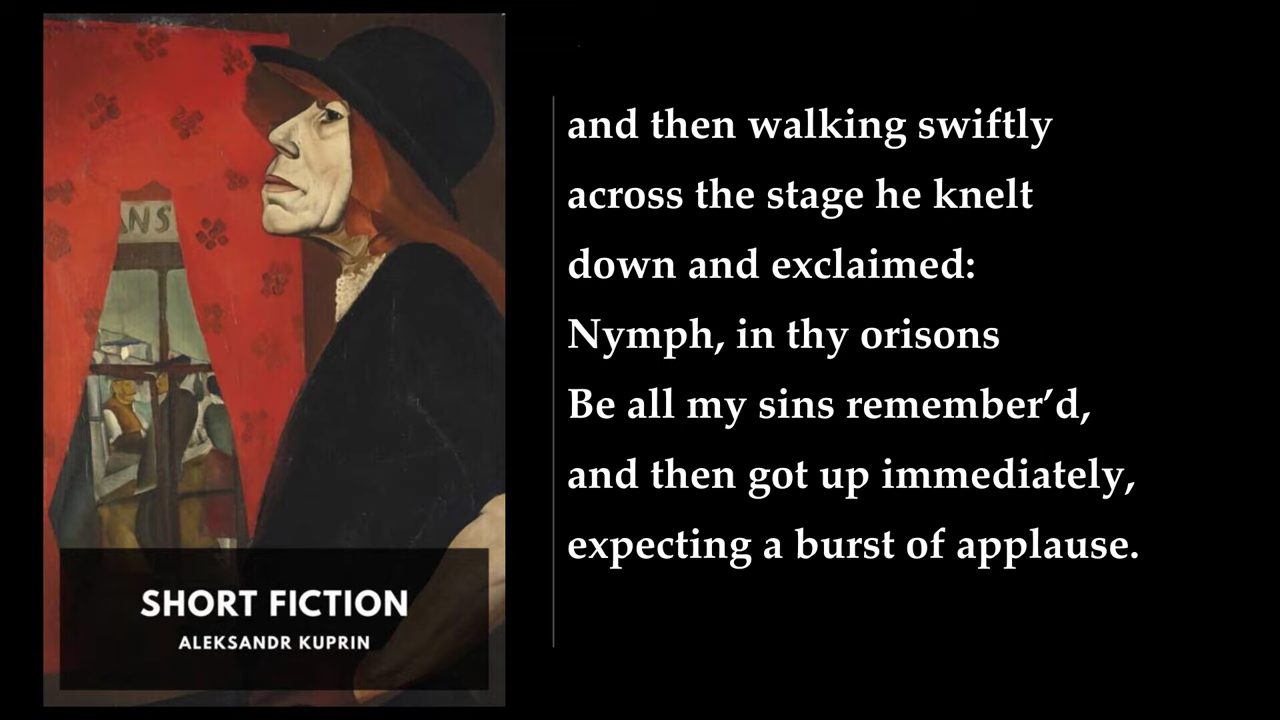 ANS
SHORT FICTION
ALEKSANDR KUPRIN
and then walking swiftly
across the stage he knelt
down and exclaimed:
Nymph, in thy orisons
Be all my sins remember’d,
and then got up immediately,
expecting a burst of applause.